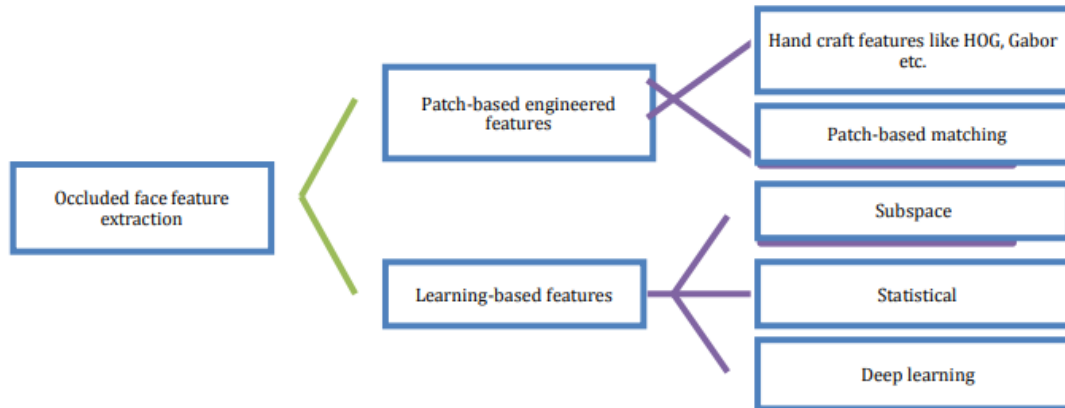 Hand craft features like HOG, Gabor
etc.
Patch-based engineered
features
Patch-based matching
Occluded face feature
extraction
Subspace
Learning-based features
Statistical
Deep learning